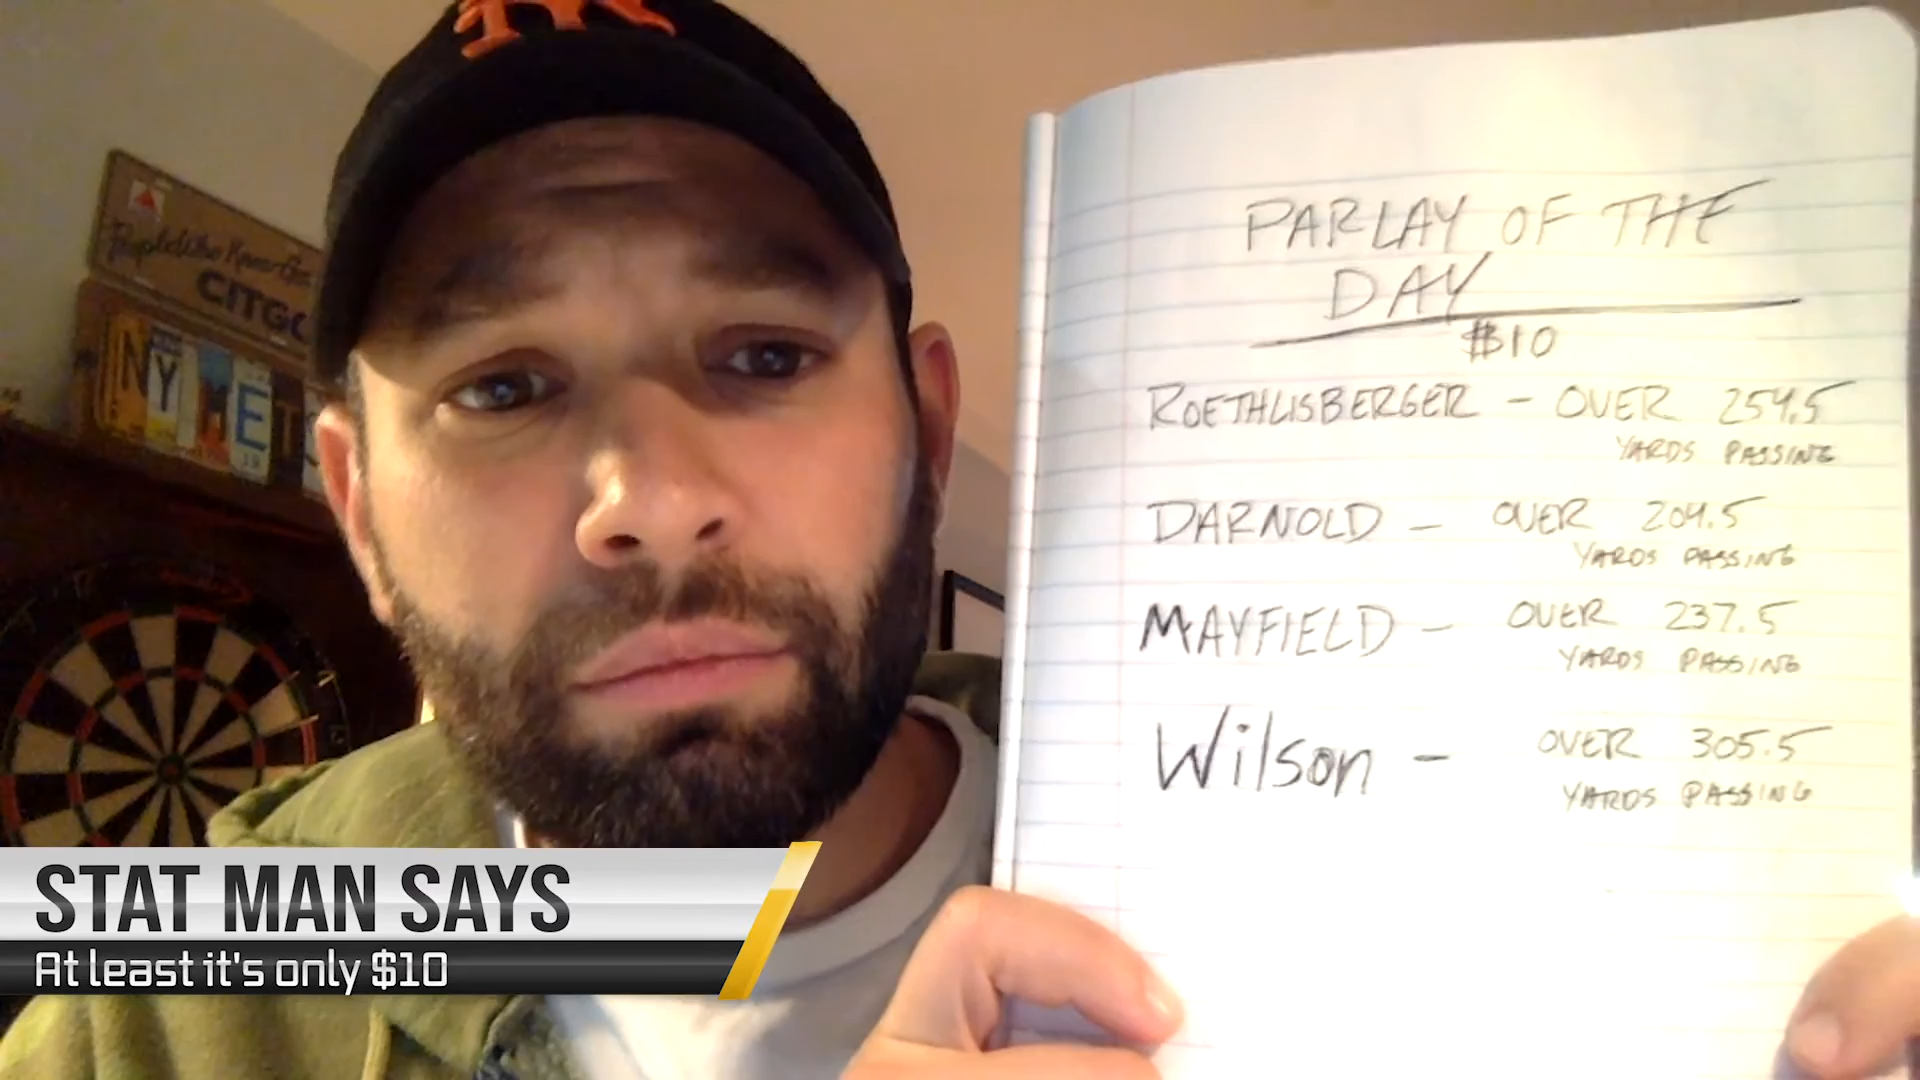 CITGO
NY METS
PARLAY OF THE
DAY
$10
ROETHLISBERGER - OVER 254.5
YARDS PASSING
DARNOLD - OVER 204.5
YARDS PASSING
MAYFIELD - OVER 237.5
YARDS PASSING
Wilson - OVER 305.5
YARDS PASSING
STAT MAN SAYS
At least it's only $10